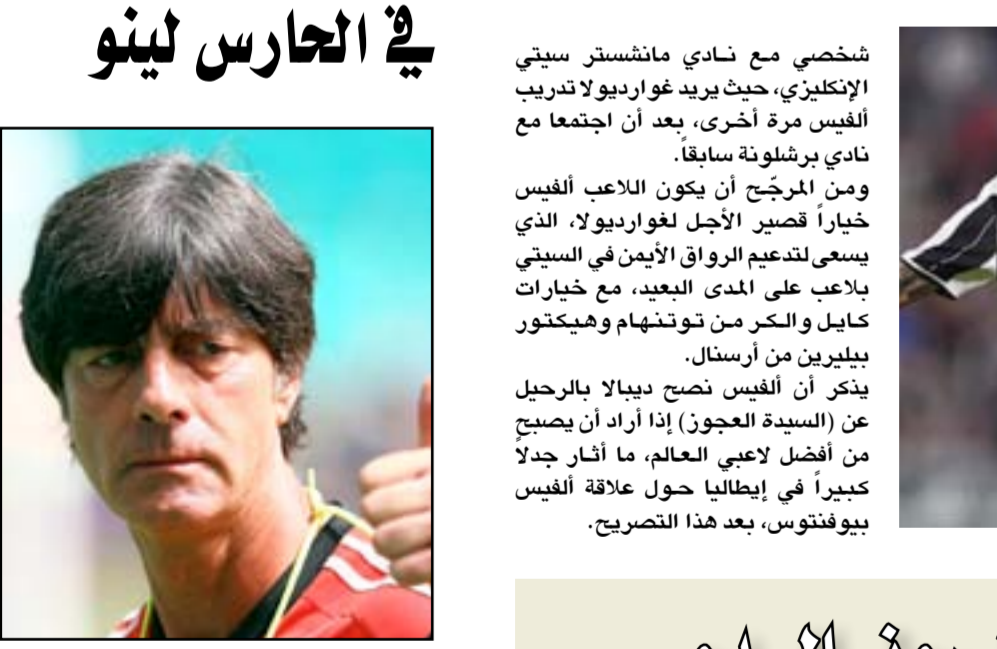 شخصي مع نادي مانشستر سيتي
الإنكليزي، حيث يريد غوارديولا تدريب
ألفيس مرة أخرى، بعد أن اجتمعا مع
نادي برشلونة سابقاً.
ومن المرجّح أن يكون اللاعب ألفيس
خياراً قصير الأجل لغوارديولا، الذي
يسعى لتدعيم الرواق الأيمن في السيتي
بلاعب على المدى البعيد، مع خيارات
كايل والكر من توتنهام وهيكتور
بيليرين من أرسنال.
يذكر أن ألفيس نصح ديبالا بالرحيل
عن (السيدة العجوز) إذا أراد أن يصبح
من أفضل لاعبي العالم، ما أثار جدلاً
كبيراً في إيطاليا حول علاقة ألفيس
بيوفنتوس، بعد هذا التصريح.
في الحارس لينو